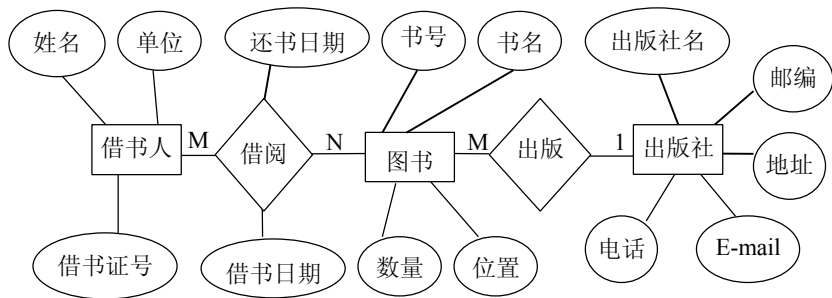 姓名
单位
还书日期
书号
书名
出版社名
邮编
借书人
M
借阅
N
图书
M
出版
1
出版社
地址
借书证号
借书日期
数量
位置
电话
E-mail